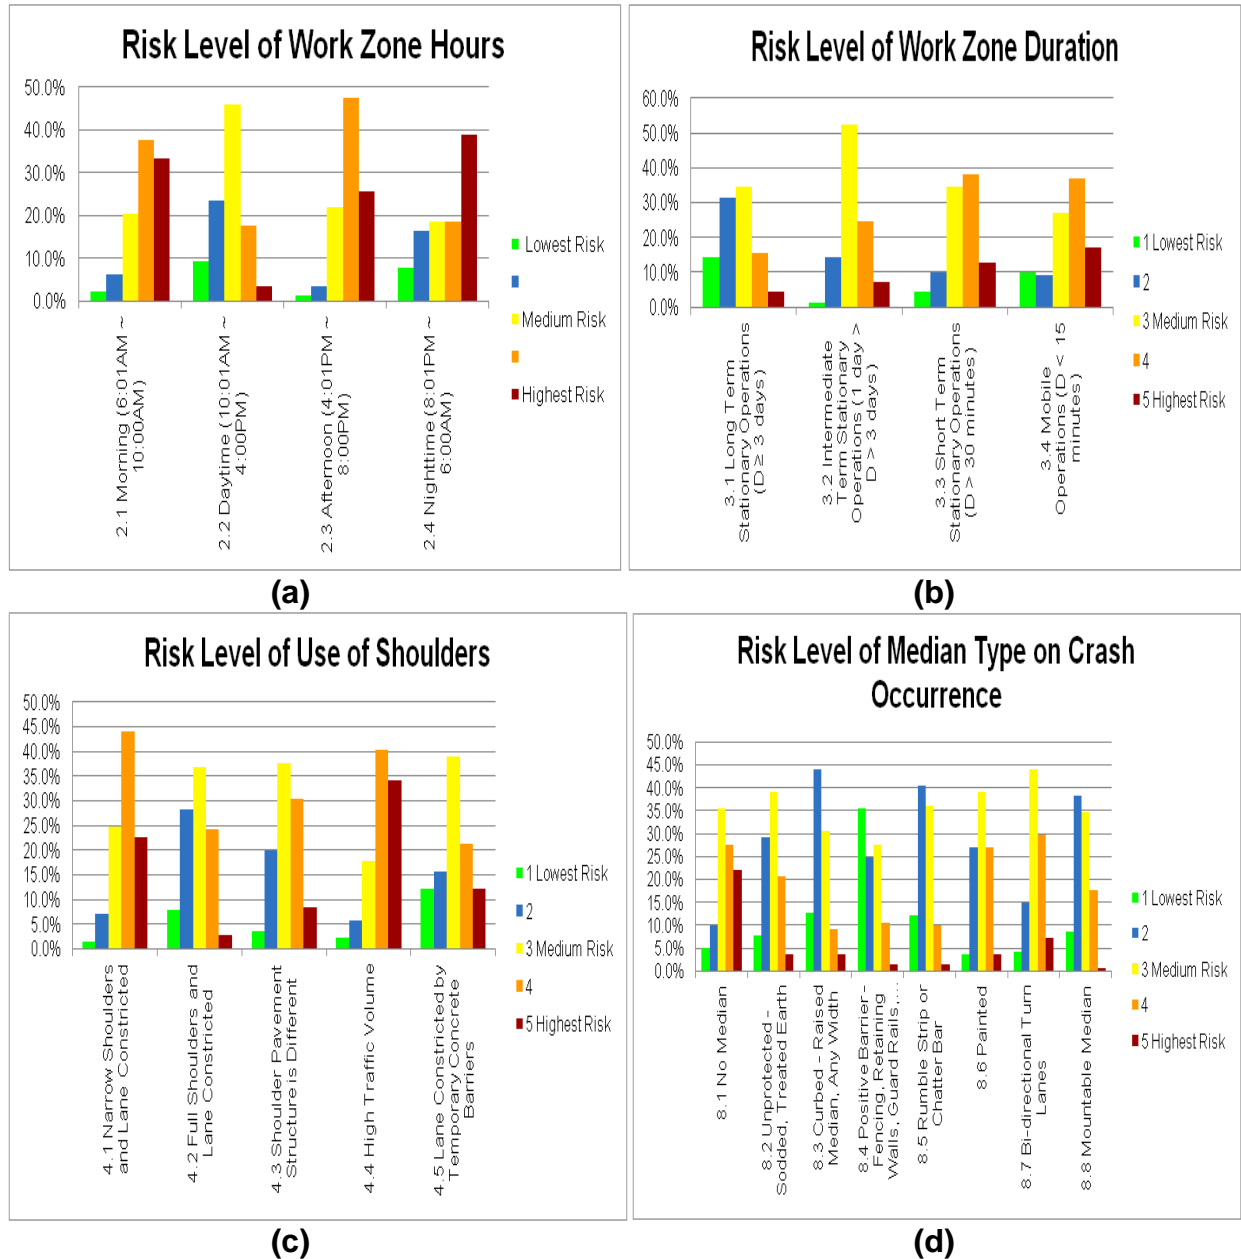 Risk Level of Work Zone Hours
50.0%
40.0%
30.0%
20.0%
10.0%
0.0%
2.1 Morning (6:01AM ~
10:00AM)
2.2 Daytime (10:01AM ~
4:00PM)
2.3 Afternoon (4:01PM ~
8:00PM)
2.4 Nighttime (8:01PM ~
6:00AM)
Lowest Risk
Medium Risk
Highest Risk
(a)
Risk Level of Work Zone Duration
60.0%
50.0%
40.0%
30.0%
20.0%
10.0%
0.0%
3.1 Long Term
Stationary Operations
(D ≥ 3 days)
3.2 Intermediate
Term Stationary
Operations (1 day >
D > 3 days)
3.3 Short Term
Stationary Operations
(D > 30 minutes)
3.4 Mobile
Operations (D < 15
minutes)
1 Lowest Risk
2
3 Medium Risk
4
5 Highest Risk
(b)
Risk Level of Use of Shoulders
50.0%
45.0%
40.0%
35.0%
30.0%
25.0%
20.0%
15.0%
10.0%
5.0%
0.0%
4.1 Narrow Shoulders
and Lane Constricted
4.2 Full Shoulders and
Lane Constricted
4.3 Shoulder Pavement
Structure is Different
4.4 High Traffic Volume
4.5 Lane Constricted by
Temporary Concrete
Barriers
1 Lowest Risk
2
3 Medium Risk
4
5 Highest Risk
(c)
Risk Level of Median Type on Crash
Occurrence
50.0%
45.0%
40.0%
35.0%
30.0%
25.0%
20.0%
15.0%
10.0%
5.0%
0.0%
8.1 No Median
8.2 Unprotected -
Sodded, Treated Earth
8.3 Curbed - Raised
Median, Any Width
8.4 Positive Barrier -
Fencing, Retaining
Walls, Guard Rails, ...
8.5 Rumble Strip or
Chatter Bar
8.6 Painted
8.7 Bi-directional Turn
Lanes
8.8 Mountable Median
1 Lowest Risk
2
3 Medium Risk
4
5 Highest Risk
(d)